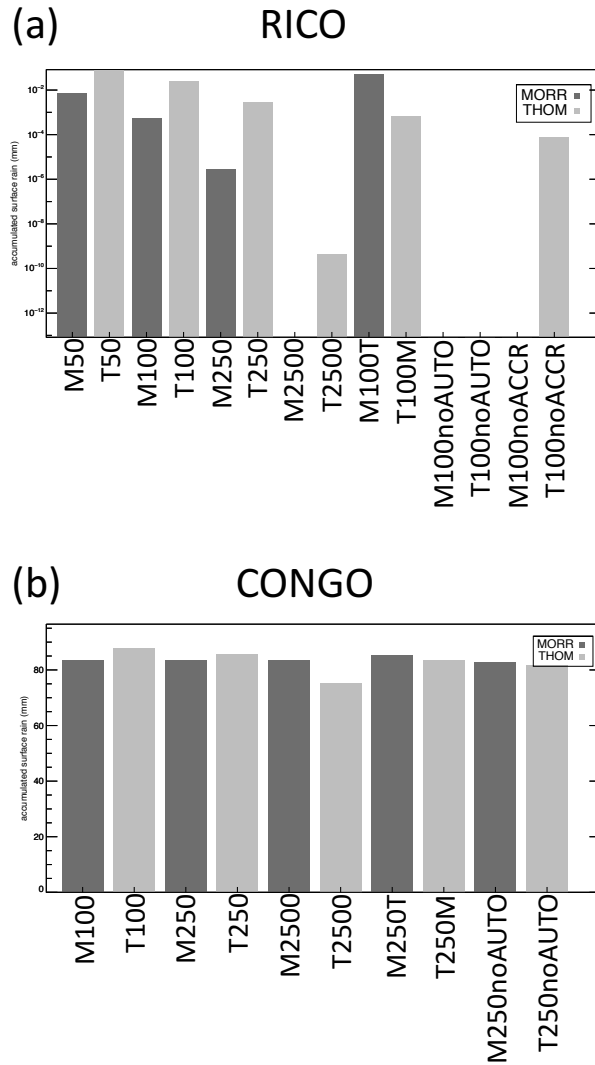 (a) RICO
accumulated surface rain (mm)
10⁻²
10⁻⁴
10⁻⁶
10⁻⁸
10⁻¹⁰
10⁻¹²
MORR
THOM
M50
T50
M100
T100
M250
T250
M2500
T2500
M100T
T100M
M100noAUTO
T100noAUTO
M100noACCR
T100noACCR
(b) CONGO
accumulated surface rain (mm)
80
60
40
20
0
MORR
THOM
M100
T100
M250
T250
M2500
T2500
M250T
T250M
M250noAUTO
T250noAUTO